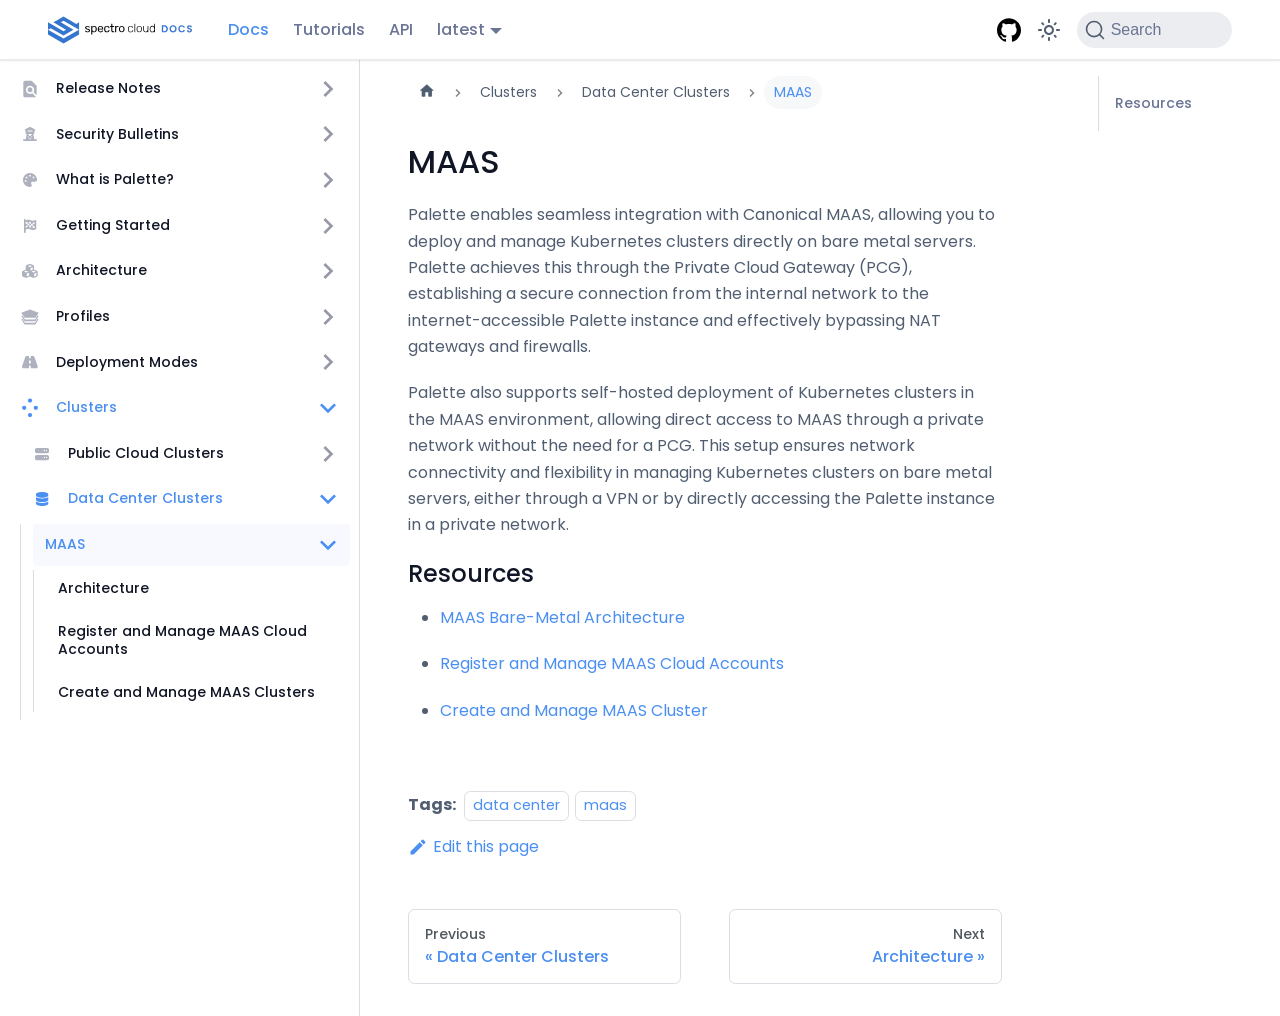 spectro cloud DOCS
Docs
Tutorials
API
latest
Search
Release Notes
Security Bulletins
What is Palette?
Getting Started
Architecture
Profiles
Deployment Modes
Clusters
Public Cloud Clusters
Data Center Clusters
MAAS
Architecture
Register and Manage MAAS Cloud
Accounts
Create and Manage MAAS Clusters
Clusters
Data Center Clusters
MAAS
MAAS
Palette enables seamless integration with Canonical MAAS, allowing you to
deploy and manage Kubernetes clusters directly on bare metal servers.
Palette achieves this through the Private Cloud Gateway (PCG),
establishing a secure connection from the internal network to the
internet-accessible Palette instance and effectively bypassing NAT
gateways and firewalls.
Palette also supports self-hosted deployment of Kubernetes clusters in
the MAAS environment, allowing direct access to MAAS through a private
network without the need for a PCG. This setup ensures network
connectivity and flexibility in managing Kubernetes clusters on bare metal
servers, either through a VPN or by directly accessing the Palette instance
in a private network.
Resources
MAAS Bare-Metal Architecture
Register and Manage MAAS Cloud Accounts
Create and Manage MAAS Cluster
Tags: data center maas
Edit this page
Previous
« Data Center Clusters
Next
Architecture »
Resources